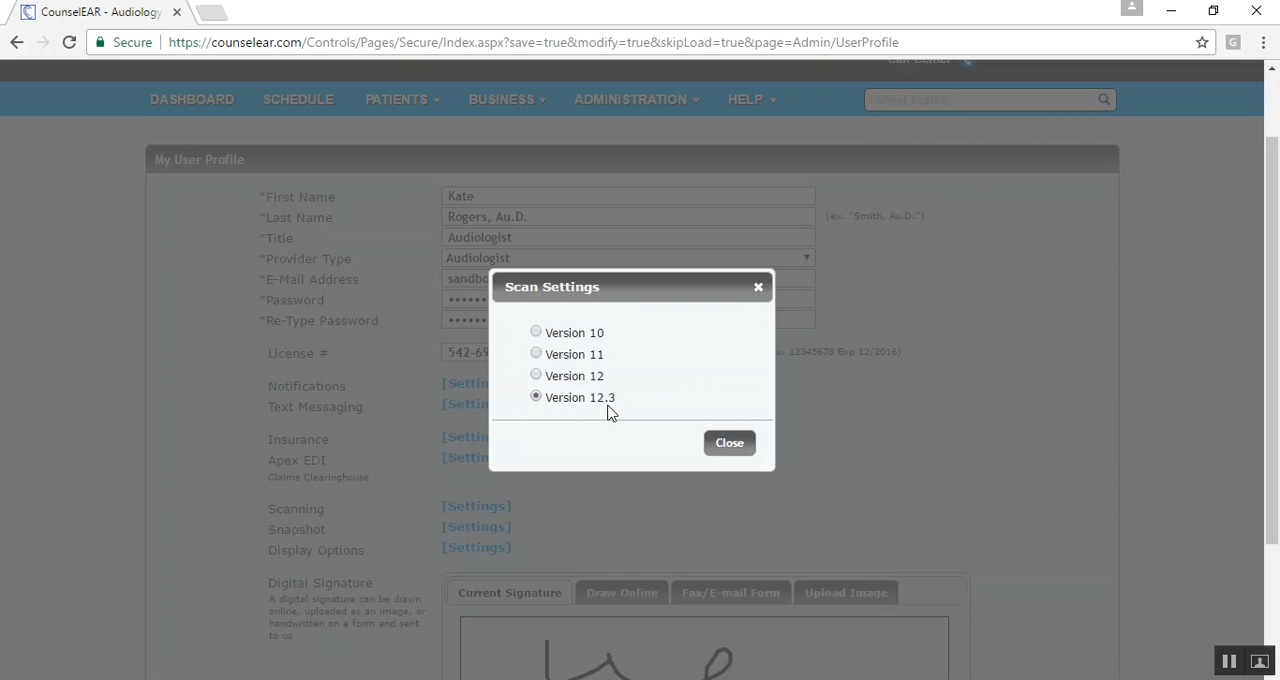 CounselEAR - Audiology
Secure https://counselear.com/Controls/Pages/Secure/Index.aspx?save=true&modify=true&skipLoad=true&page=Admin/UserProfile
Call Center
DASHBOARD SCHEDULE PATIENTS BUSINESS ADMINISTRATION HELP Patient Search
My User Profile
*First Name Kate
*Last Name Rogers, Au.D. (ex. "Smith, Au.D.")
*Title Audiologist
*Provider Type Audiologist
*E-Mail Address sandbo
*Password ••••••
*Re-Type Password ••••••
License # 542-69 x. 12345678 Exp 12/2016)
Scan Settings
Version 10
Version 11
Version 12
Version 12.3
Close
Notifications [Settin
Text Messaging [Settin
Insurance [Settin
Apex EDI [Settin
Claims Clearinghouse
Scanning [Settings]
Snapshot [Settings]
Display Options [Settings]
Digital Signature
A digital signature can be drawn
online, uploaded as an image, or
handwritten on a form and sent
to us
Current Signature Draw Online Fax/E-mail Form Upload Image